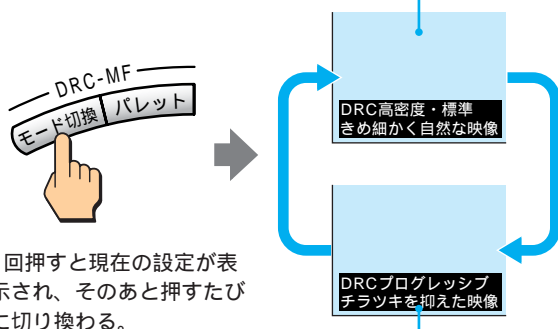 DRC-MF
モード切換 パレット
DRC高密度・標準
きめ細かく自然な映像
DRCプログレッシブ
チラツキを抑えた映像
回押すと現在の設定が表
示され、そのあと押すたび
に切り換わる。